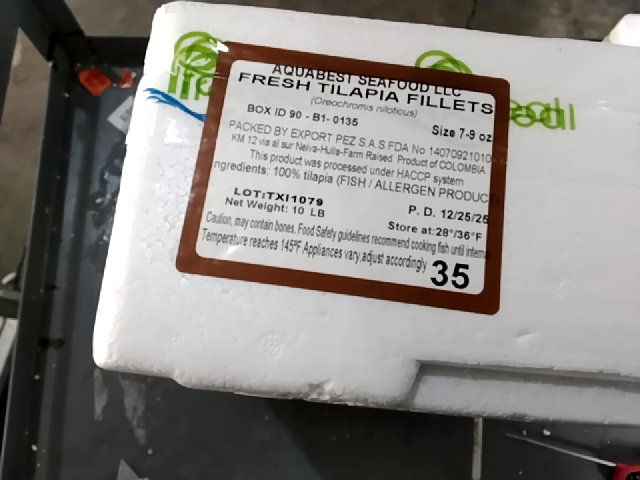 AQUABEST SEAFOOD LLC
FRESH TILAPIA FILLETS
(Oreochromis niloticus)
BOX ID 90 - B1- 0135
Size 7-9 oz
PACKED BY EXPORT PEZ S.A.S FDA No 14070921010
KM 12 via al sur Neiva-Huila-Farm Raised. Product of COLOMBIA
This product was processed under HACCP system
ngredients: 100% tilapia (FISH / ALLERGEN PRODUC
LOT:TXI1079
P. D. 12/25/25
Net Weight: 10 LB
Store at:28°/36°F
Caution, may contain bones. Food Safety guidelines recommend cooking fish until intern
Temperature reaches 145ºF Appliances vary,adjust accordingly
35